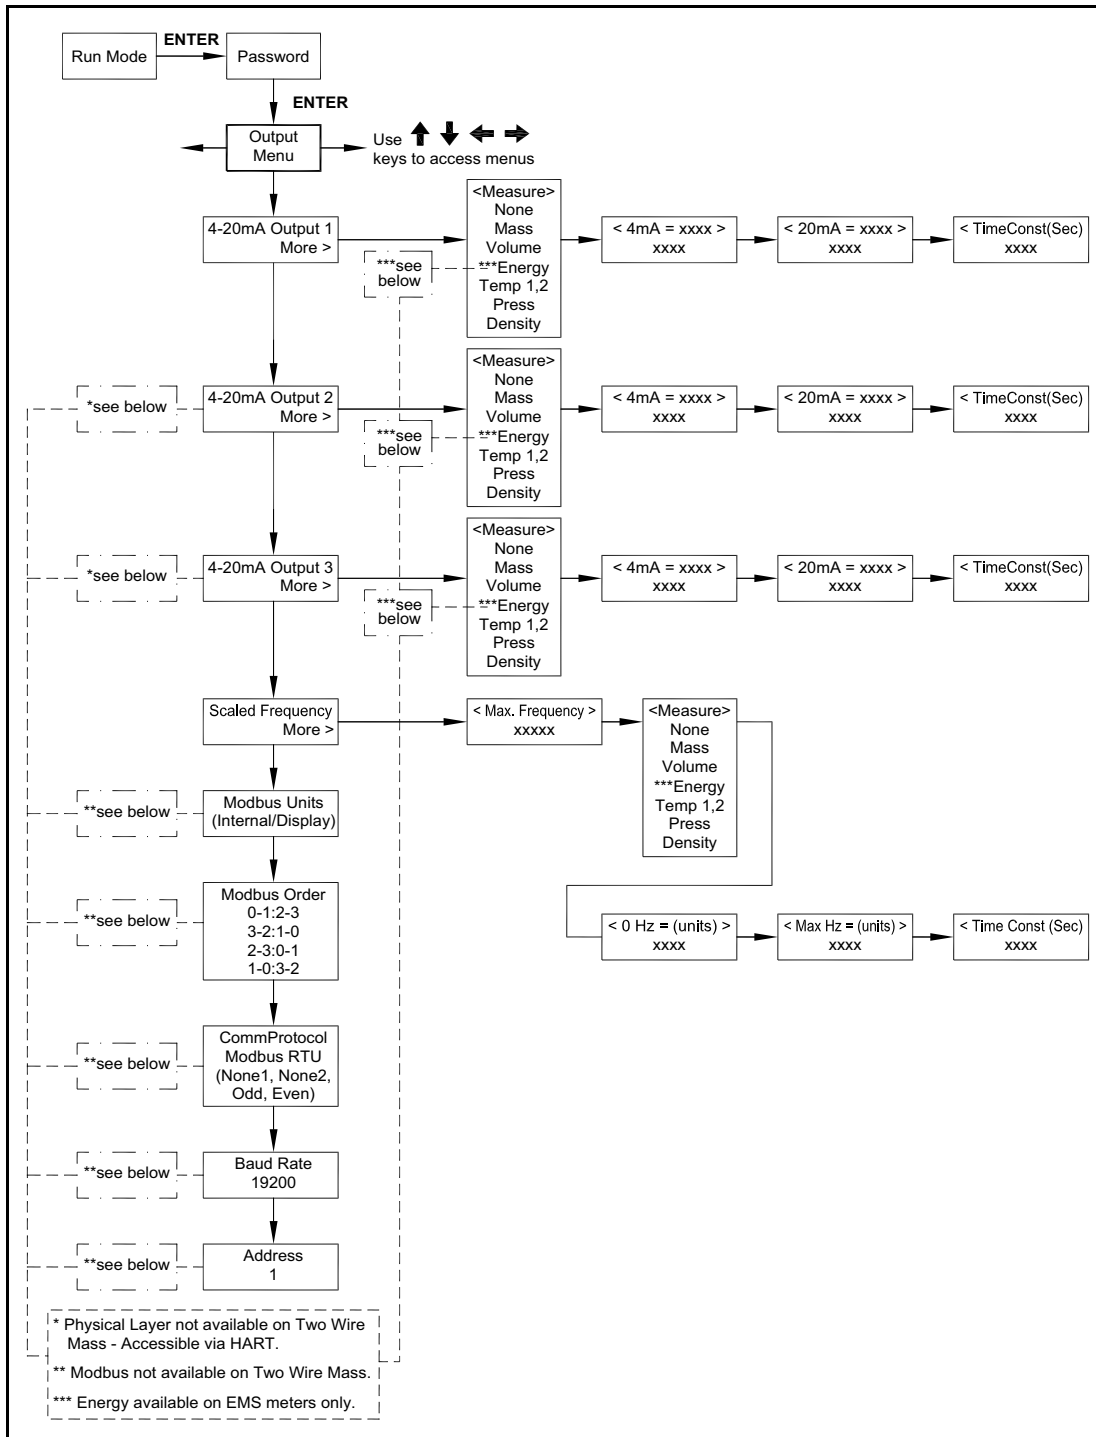 Run Mode
ENTER
Password
ENTER
Output
Menu
Use
keys to access menus
4-20mA Output 1
More >
***see
below
<Measure>
None
Mass
Volume
***Energy
Temp 1,2
Press
Density
< 4mA = xxxx >
xxxx
< 20mA = xxxx >
xxxx
< TimeConst(Sec)
xxxx
*see below
4-20mA Output 2
More >
***see
below
<Measure>
None
Mass
Volume
***Energy
Temp 1,2
Press
Density
< 4mA = xxxx >
xxxx
< 20mA = xxxx >
xxxx
< TimeConst(Sec)
xxxx
*see below
4-20mA Output 3
More >
***see
below
<Measure>
None
Mass
Volume
***Energy
Temp 1,2
Press
Density
< 4mA = xxxx >
xxxx
< 20mA = xxxx >
xxxx
< TimeConst(Sec)
xxxx
Scaled Frequency
More >
< Max. Frequency >
xxxxx
<Measure>
None
Mass
Volume
***Energy
Temp 1,2
Press
Density
< 0 Hz = (units) >
xxxx
< Max Hz = (units) >
xxxx
< Time Const (Sec)
xxxx
**see below
Modbus Units
(Internal/Display)
**see below
Modbus Order
0-1:2-3
3-2:1-0
2-3:0-1
1-0:3-2
**see below
CommProtocol
Modbus RTU
(None1, None2,
Odd, Even)
**see below
Baud Rate
19200
**see below
Address
1
* Physical Layer not available on Two Wire
Mass - Accessible via HART.
** Modbus not available on Two Wire Mass.
*** Energy available on EMS meters only.